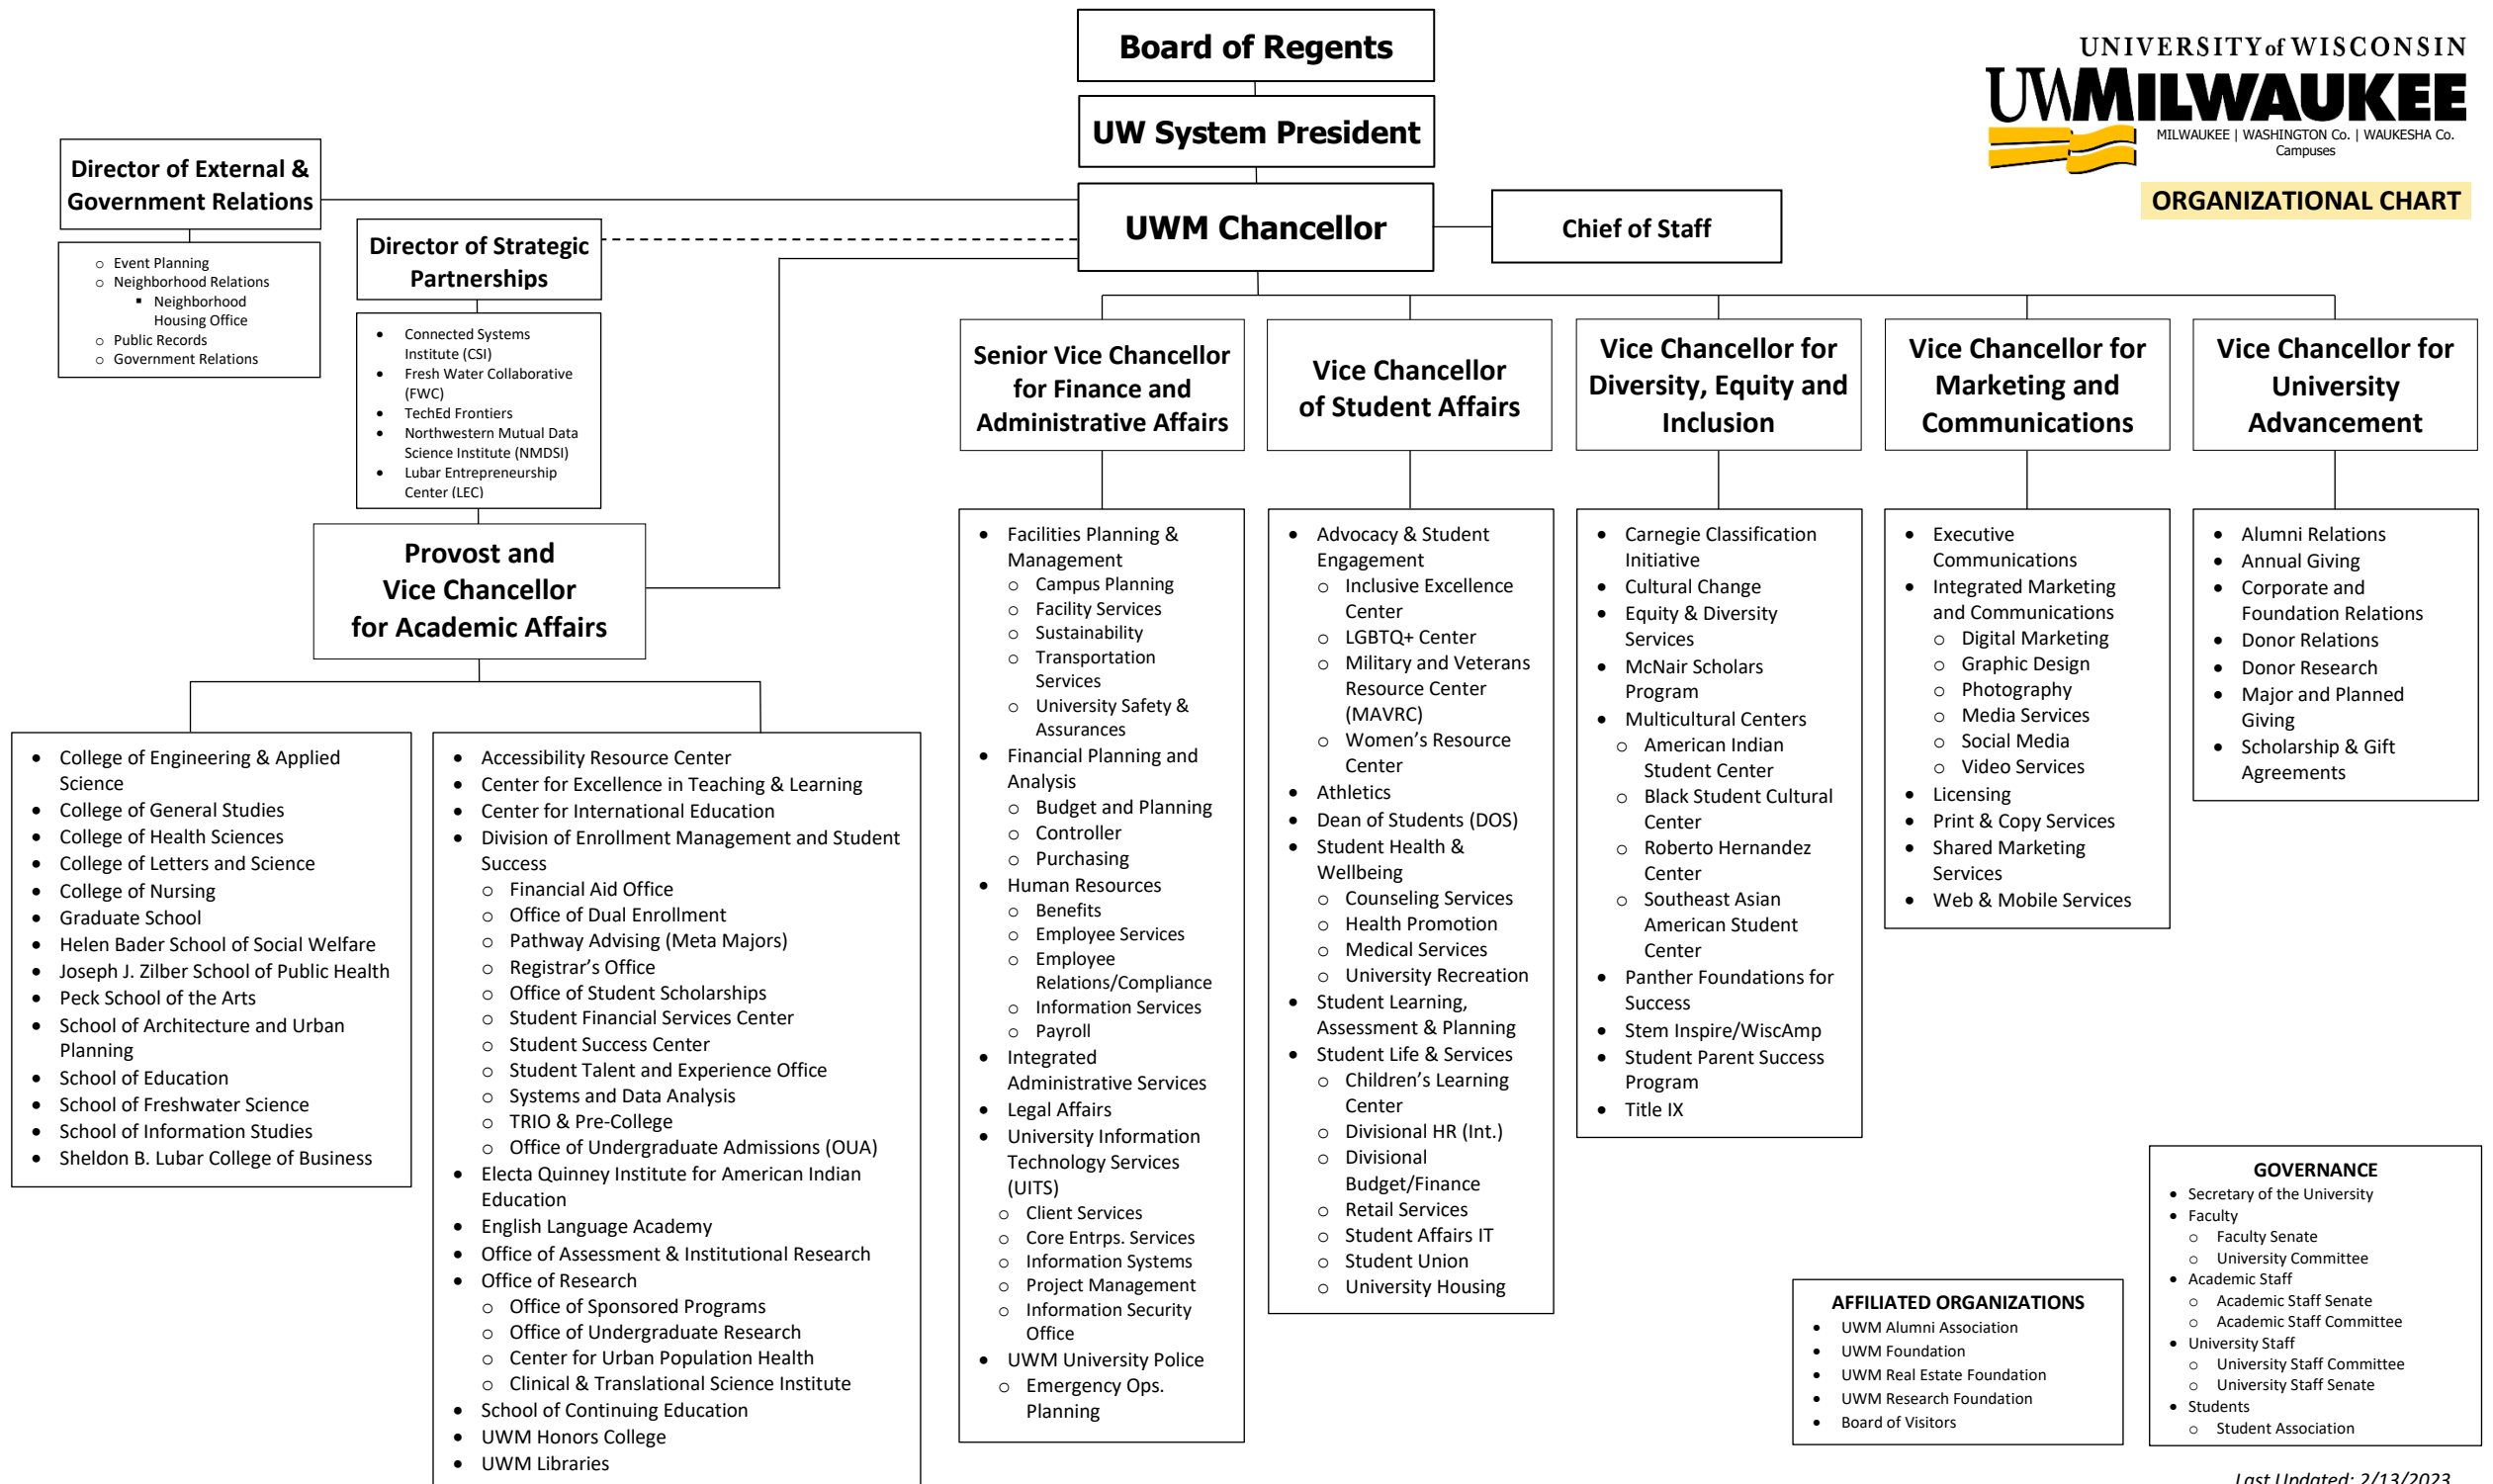 Board of Regents
UNIVERSITY of WISCONSIN
UWMILWAUKEE
MILWAUKEE | WASHINGTON Co. | WAUKESHA Co.
Campuses
ORGANIZATIONAL CHART
UW System President
UWM Chancellor
Chief of Staff
Director of External &
Government Relations
o Event Planning
o Neighborhood Relations
▪ Neighborhood
Housing Office
o Public Records
o Government Relations
Director of Strategic
Partnerships
• Connected Systems
Institute (CSI)
• Fresh Water Collaborative
(FWC)
• TechEd Frontiers
• Northwestern Mutual Data
Science Institute (NMDSI)
• Lubar Entrepreneurship
Center (LEC)
Provost and
Vice Chancellor
for Academic Affairs
• College of Engineering & Applied
Science
• College of General Studies
• College of Health Sciences
• College of Letters and Science
• College of Nursing
• Graduate School
• Helen Bader School of Social Welfare
• Joseph J. Zilber School of Public Health
• Peck School of the Arts
• School of Architecture and Urban
Planning
• School of Education
• School of Freshwater Science
• School of Information Studies
• Sheldon B. Lubar College of Business
• Accessibility Resource Center
• Center for Excellence in Teaching & Learning
• Center for International Education
• Division of Enrollment Management and Student
Success
o Financial Aid Office
o Office of Dual Enrollment
o Pathway Advising (Meta Majors)
o Registrar’s Office
o Office of Student Scholarships
o Student Financial Services Center
o Student Success Center
o Student Talent and Experience Office
o Systems and Data Analysis
o TRIO & Pre-College
o Office of Undergraduate Admissions (OUA)
• Electa Quinney Institute for American Indian
Education
• English Language Academy
• Office of Assessment & Institutional Research
• Office of Research
o Office of Sponsored Programs
o Office of Undergraduate Research
o Center for Urban Population Health
o Clinical & Translational Science Institute
• School of Continuing Education
• UWM Honors College
• UWM Libraries
Senior Vice Chancellor
for Finance and
Administrative Affairs
• Facilities Planning &
Management
o Campus Planning
o Facility Services
o Sustainability
o Transportation
Services
o University Safety &
Assurances
• Financial Planning and
Analysis
o Budget and Planning
o Controller
o Purchasing
• Human Resources
o Benefits
o Employee Services
o Employee
Relations/Compliance
o Information Services
o Payroll
• Integrated
Administrative Services
• Legal Affairs
• University Information
Technology Services
(UITS)
o Client Services
o Core Entrps. Services
o Information Systems
o Project Management
o Information Security
Office
• UWM University Police
o Emergency Ops.
Planning
Vice Chancellor
of Student Affairs
• Advocacy & Student
Engagement
o Inclusive Excellence
Center
o LGBTQ+ Center
o Military and Veterans
Resource Center
(MAVRC)
o Women’s Resource
Center
• Athletics
• Dean of Students (DOS)
• Student Health &
Wellbeing
o Counseling Services
o Health Promotion
o Medical Services
o University Recreation
• Student Learning,
Assessment & Planning
• Student Life & Services
o Children’s Learning
Center
o Divisional HR (Int.)
o Divisional
Budget/Finance
o Retail Services
o Student Affairs IT
o Student Union
o University Housing
Vice Chancellor for
Diversity, Equity and
Inclusion
• Carnegie Classification
Initiative
• Cultural Change
• Equity & Diversity
Services
• McNair Scholars
Program
• Multicultural Centers
o American Indian
Student Center
o Black Student Cultural
Center
o Roberto Hernandez
Center
o Southeast Asian
American Student
Center
• Panther Foundations for
Success
• Stem Inspire/WiscAmp
• Student Parent Success
Program
• Title IX
Vice Chancellor for
Marketing and
Communications
• Executive
Communications
• Integrated Marketing
and Communications
o Digital Marketing
o Graphic Design
o Photography
o Media Services
o Social Media
o Video Services
• Licensing
• Print & Copy Services
• Shared Marketing
Services
• Web & Mobile Services
Vice Chancellor for
University
Advancement
• Alumni Relations
• Annual Giving
• Corporate and
Foundation Relations
• Donor Relations
• Donor Research
• Major and Planned
Giving
• Scholarship & Gift
Agreements
AFFILIATED ORGANIZATIONS
• UWM Alumni Association
• UWM Foundation
• UWM Real Estate Foundation
• UWM Research Foundation
• Board of Visitors
GOVERNANCE
• Secretary of the University
• Faculty
o Faculty Senate
o University Committee
• Academic Staff
o Academic Staff Senate
o Academic Staff Committee
• University Staff
o University Staff Committee
o University Staff Senate
• Students
o Student Association
Last Updated: 2/13/2023